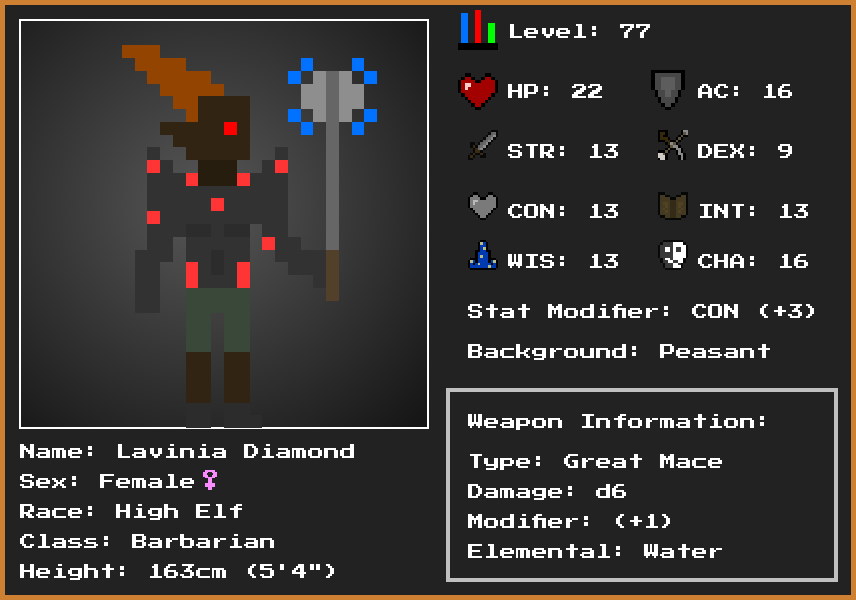 Level: 77
HP: 22
AC: 16
STR: 13
DEX: 9
CON: 13
INT: 13
WIS: 13
CHA: 16
Stat Modifier: CON (+3)
Background: Peasant
Weapon Information:
Type: Great Mace
Damage: d6
Modifier: (+1)
Elemental: Water
Name: Lavinia Diamond
Sex: Female♀
Race: High Elf
Class: Barbarian
Height: 163cm (5'4")